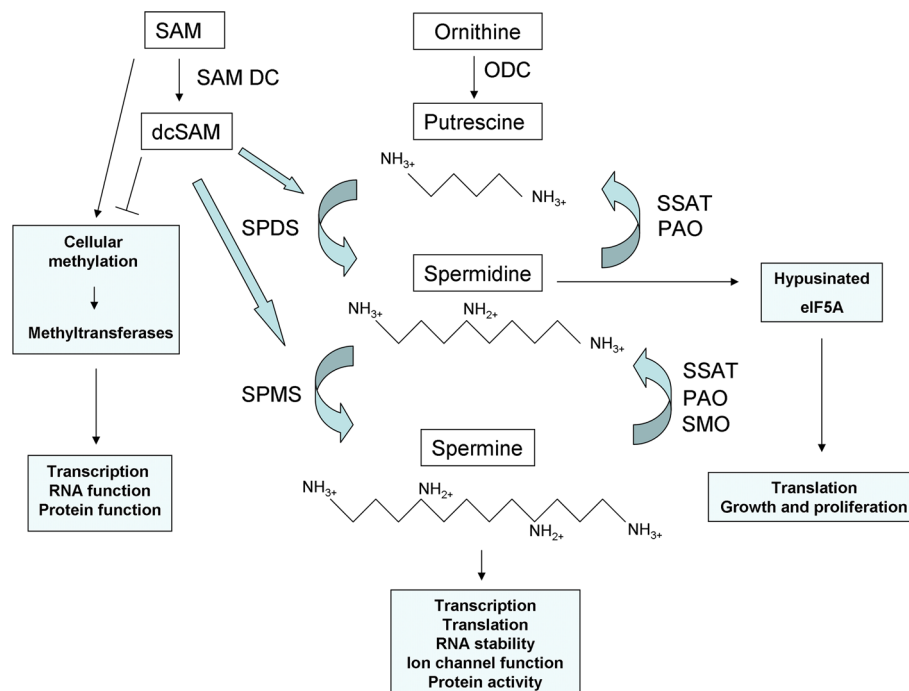 SAM
Ornithine
SAM DC
ODC
dcSAM
Putrescine
NH3+
NH3+
SPDS
SSAT
PAO
Cellular
methylation
Methyltransferases
Spermidine
Hypusinated
eIF5A
NH3+
NH2+
NH3+
SPMS
SSAT
PAO
SMO
Spermine
Transcription
RNA function
Protein function
NH3+
NH2+
NH2+
NH3+
Translation
Growth and proliferation
Transcription
Translation
RNA stability
Ion channel function
Protein activity